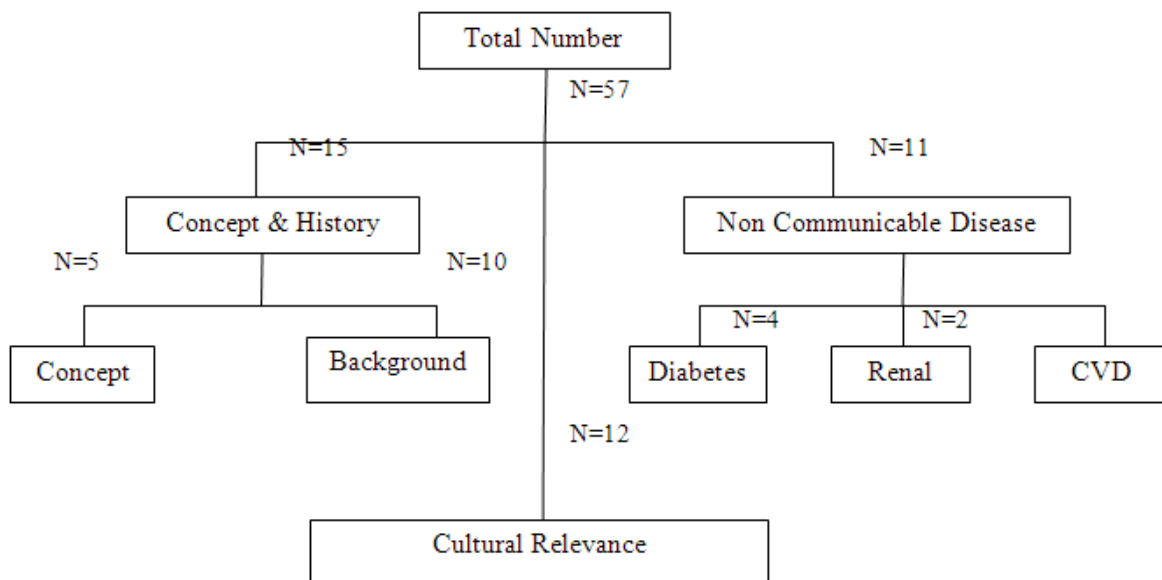 Total Number
N=57
N=15
N=11
Concept & History
Non Communicable Disease
N=5
N=10
N=4
N=2
Concept
Background
Diabetes
Renal
CVD
N=12
Cultural Relevance